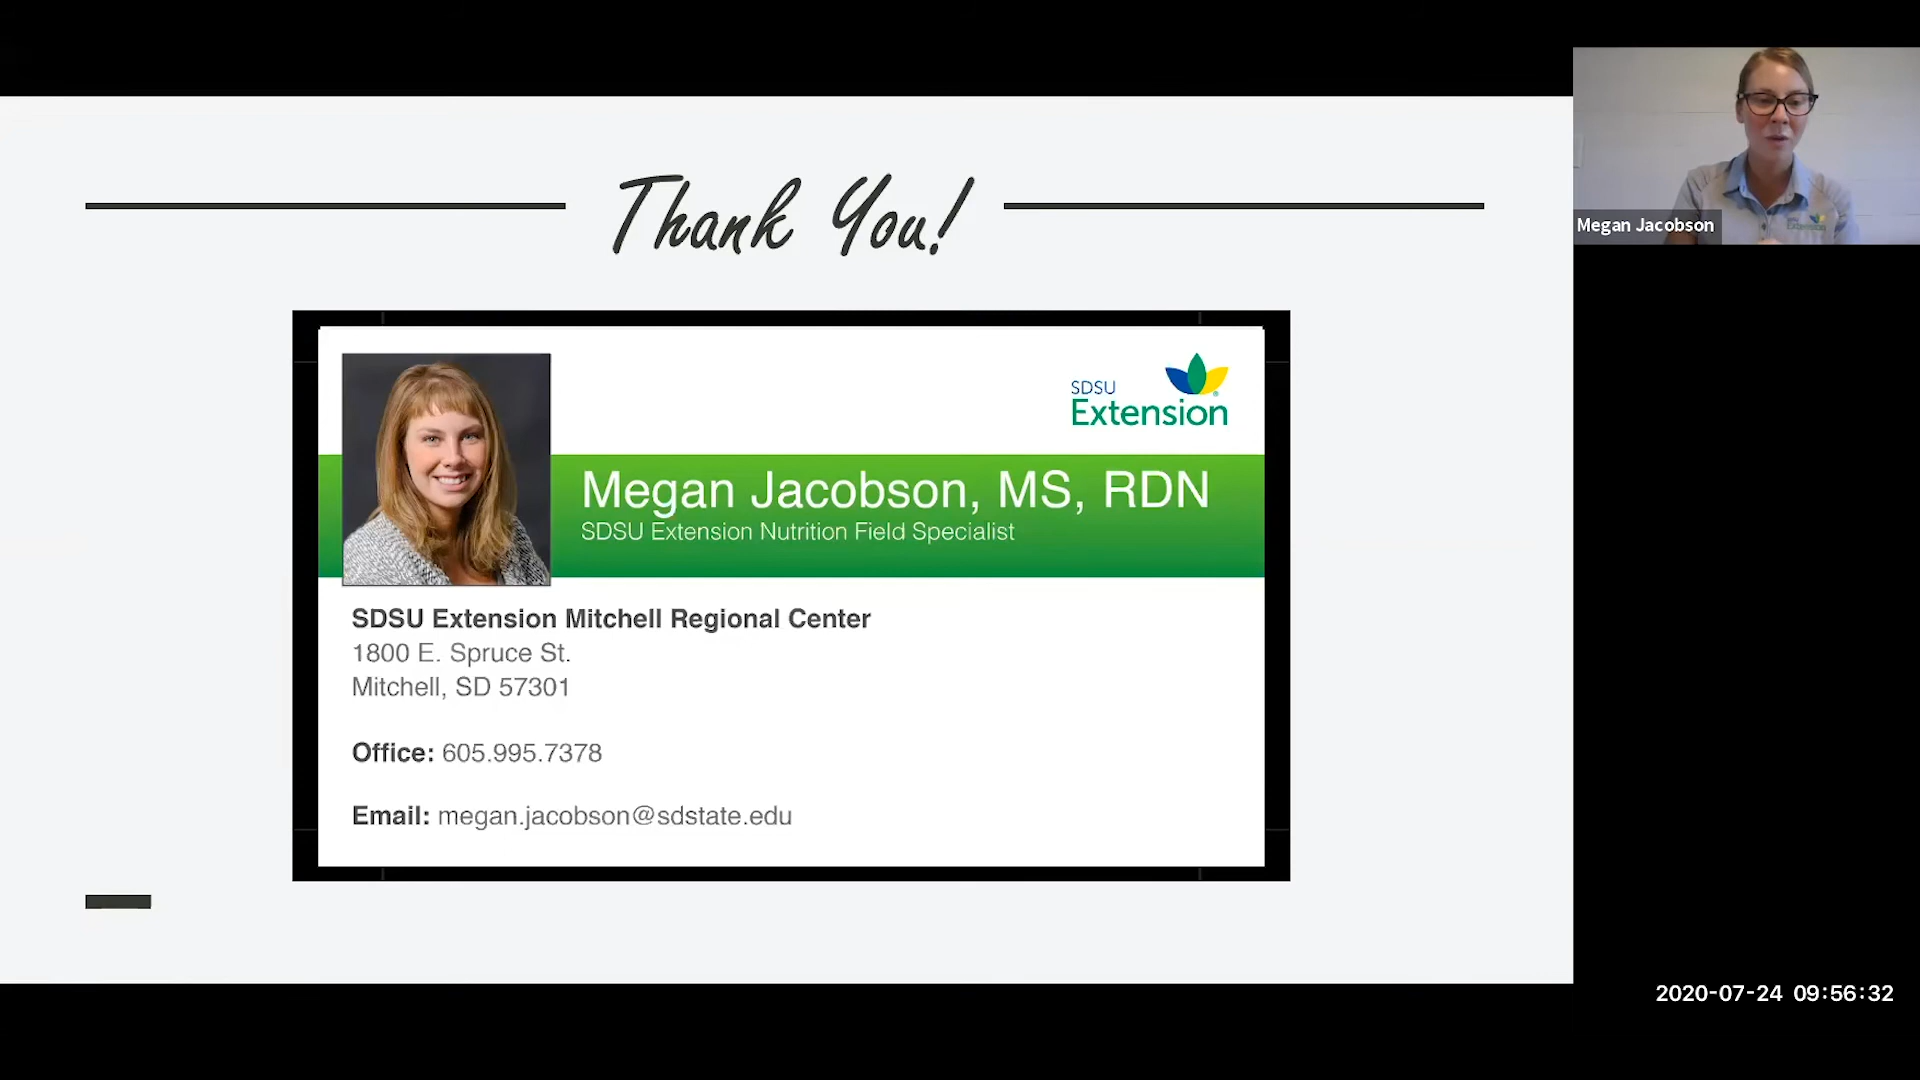 Thank You!
Megan Jacobson
SDSU
Extension
Megan Jacobson, MS, RDN
SDSU Extension Nutrition Field Specialist
SDSU Extension Mitchell Regional Center
1800 E. Spruce St.
Mitchell, SD 57301
Office: 605.995.7378
Email: megan.jacobson@sdstate.edu
2020-07-24 09:56:32